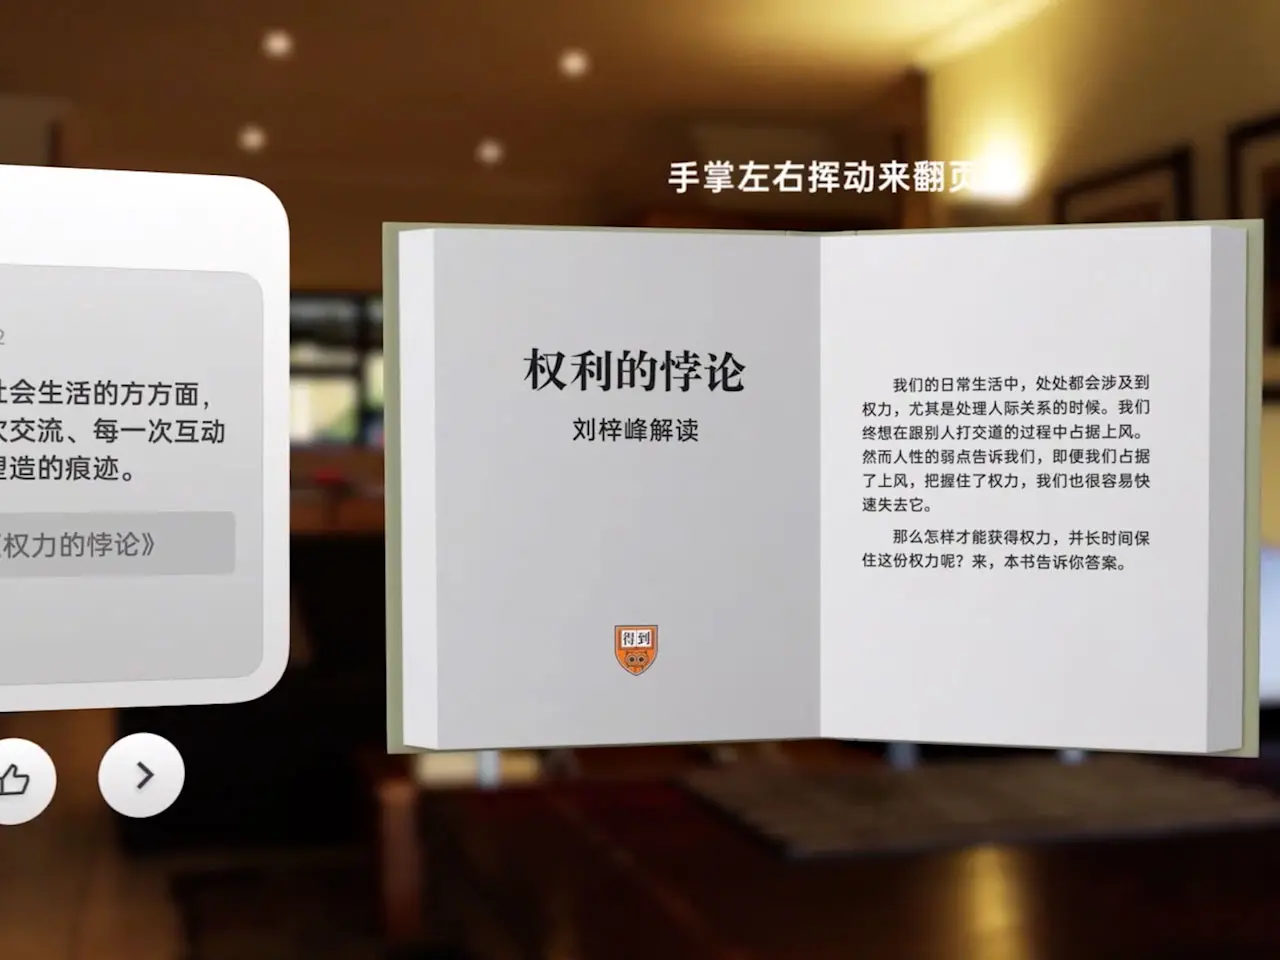 手掌左右挥动来翻页
2
社会生活的方方面，
次交流、每一次互动
塑造的痕迹。
权力的悖论》
权利的悖论
刘梓峰解读
得到
我们的日常生活中，处处都会涉及到
权力，尤其是处理人际关系的时候。我们
终想在跟别人打交道的过程中占据上风。
然而人性的弱点告诉我们，即便我们占据
了上风，把握住了权力，我们也很容易快
速失去它。
那么怎样才能获得权力，并长时间保
住这份权力呢？来，本书告诉你答案。